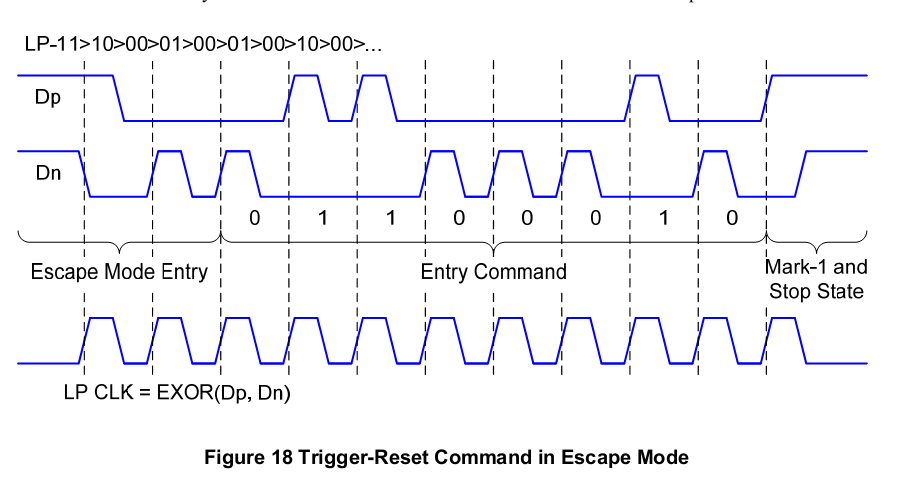 LP-11>10>00>01>00>01>00>10>00>...
Dp
Dn
0 1 1 0 0 0 1 0
Escape Mode Entry
Entry Command
Mark-1 and
Stop State
LP CLK = EXOR(Dp, Dn)
Figure 18 Trigger-Reset Command in Escape Mode